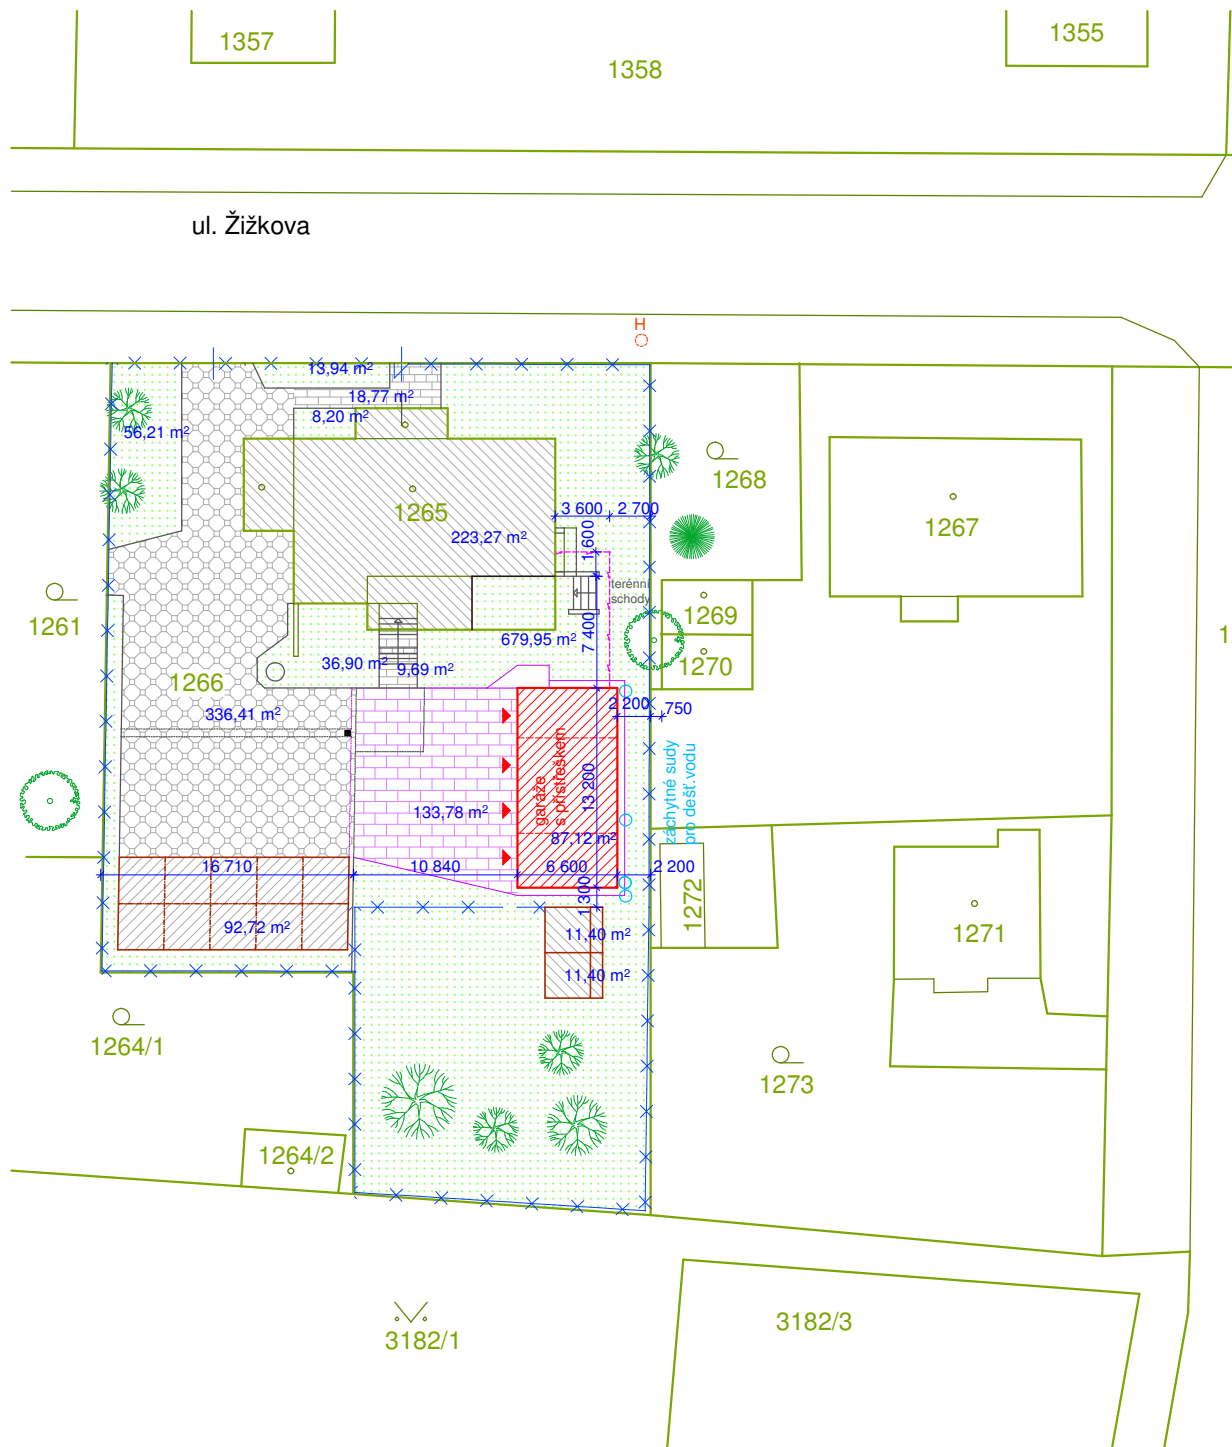 1357
1355
1358
ul. Žižkova
H
13,94 m²
18,77 m²
8,20 m²
56,21 m²
1268
1265
3 600
2 700
1267
223,27 m²
1 600
terénní
schody
1269
1261
679,95 m²
7 400
1
36,90 m²
9,69 m²
1270
1266
336,41 m²
2 200
750
garáže
s přístřeškem
13 200
záchytné sudy
pro dešť.vodu
133,78 m²
87,12 m²
16 710
10 840
6 600
2 200
1 300
1272
92,72 m²
11,40 m²
1271
11,40 m²
1264/1
1273
1264/2
3182/1
3182/3